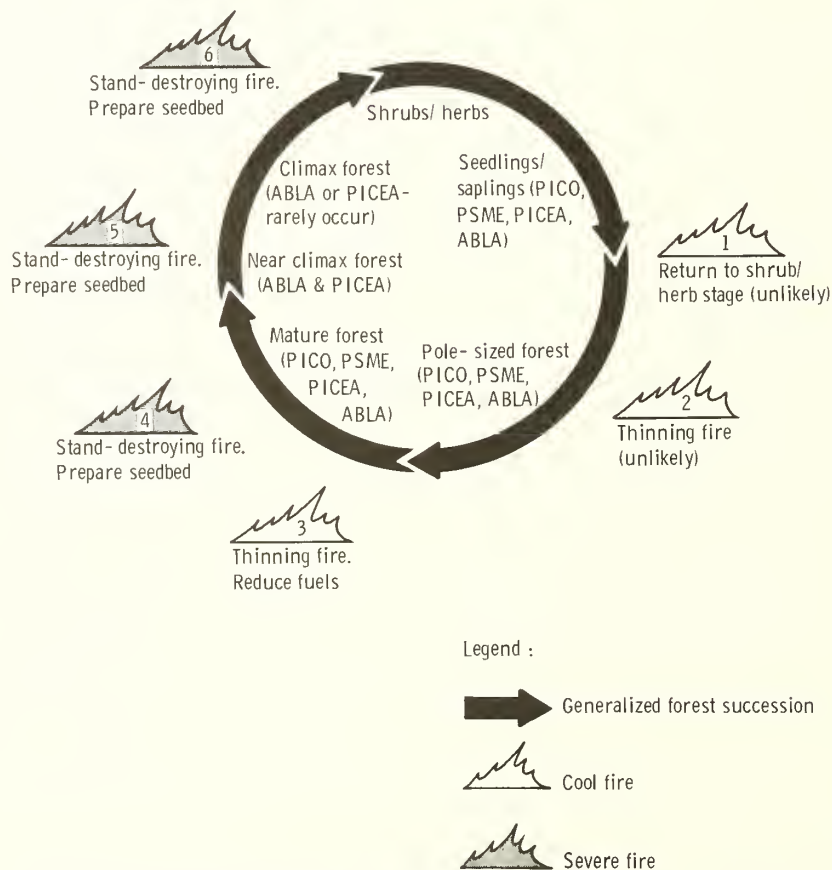 6
Stand- destroying fire.
Prepare seedbed
Shrubs/ herbs
Climax forest
(ABLA or PICEA-
rarely occur)
Seedlings/
saplings (PICO,
PSME, PICEA,
ABLA)
5
Stand- destroying fire.
Prepare seedbed
Near climax forest
(ABLA & PICEA)
1
Return to shrub/
herb stage (unlikely)
Mature forest
(PICO, PSME,
PICEA,
ABLA)
Pole- sized forest
(PICO, PSME,
PICEA, ABLA)
2
Thinning fire
(unlikely)
4
Stand- destroying fire.
Prepare seedbed
3
Thinning fire.
Reduce fuels
Legend :
Generalized forest succession
Cool fire
Severe fire